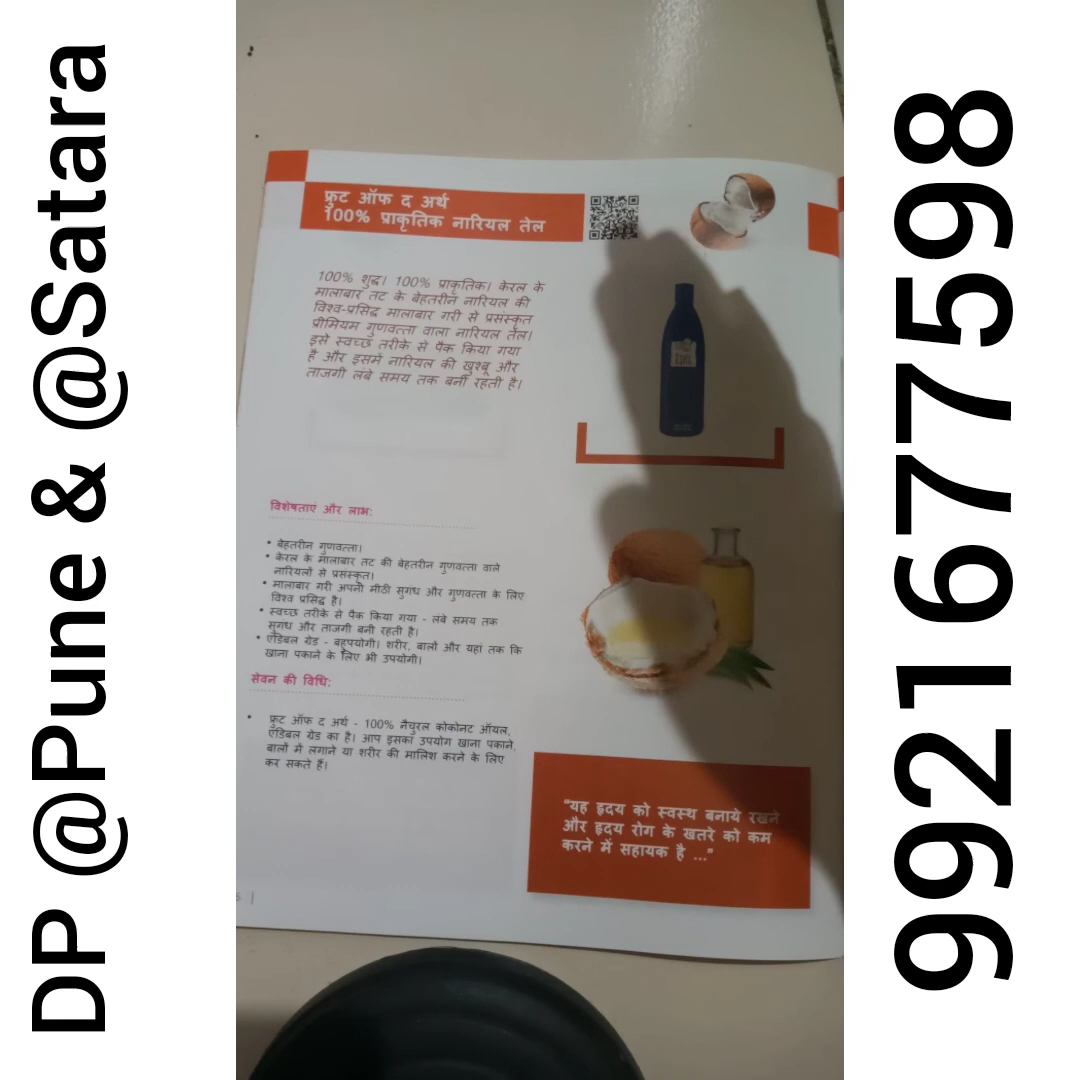 DP @Pune & @Satara
फ्रुट ऑफ द अर्थ
100% प्राकृतिक नारियल तेल
100% शुद्ध। 100% प्राकृतिक। केरल के
मालाबार तट के बेहतरीन नारियल की
विश्व-प्रसिद्ध मालाबार गरी से प्रसंस्कृत
प्रीमियम गुणवत्ता वाला नारियल तेल।
इसे स्वच्छ तरीके से पैक किया गया
है और इसमें नारियल की खुश्बू और
ताजगी लंबे समय तक बनी रहती है।
विशेषताएं और लाभ:
• बेहतरीन गुणवत्ता।
• केरल के मालाबार तट की बेहतरीन गुणवत्ता वाले
नारियलों से प्रसंस्कृत।
• मालाबार गरी अपनी मीठी सुगंध और गुणवत्ता के लिए
विश्व प्रसिद्ध है।
• स्वच्छ तरीके से पैक किया गया - लंबे समय तक
सुगंध और ताजगी बनी रहती है।
• एडिबल ग्रेड - बहुपयोगी। शरीर, बालों और यहां तक कि
खाना पकाने के लिए भी उपयोगी।
सेवन की विधि:
• फ्रुट ऑफ द अर्थ - 100% नैचुरल कोकोनट ऑयल,
एडिबल ग्रेड का है। आप इसका उपयोग खाना पकाने,
बालों में लगाने या शरीर की मालिश करने के लिए
कर सकते हैं।
"यह हृदय को स्वस्थ बनाये रखने
और हृदय रोग के खतरे को कम
करने में सहायक है ..."
9921677598